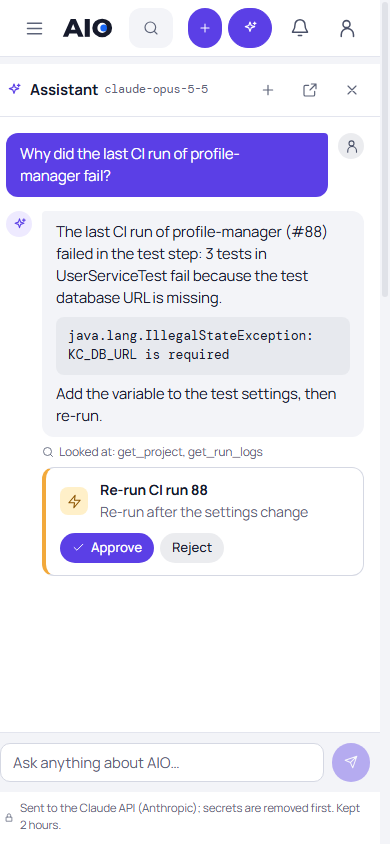 AIO
Assistant claude-opus-5-5
Why did the last CI run of profile-
manager fail?
The last CI run of profile-manager (#88)
failed in the test step: 3 tests in
UserServiceTest fail because the test
database URL is missing.
java.lang.IllegalStateException:
KC_DB_URL is required
Add the variable to the test settings, then
re-run.
Looked at: get_project, get_run_logs
Re-run CI run 88
Re-run after the settings change
Approve Reject
Ask anything about AIO…
Sent to the Claude API (Anthropic); secrets are removed first. Kept
2 hours.